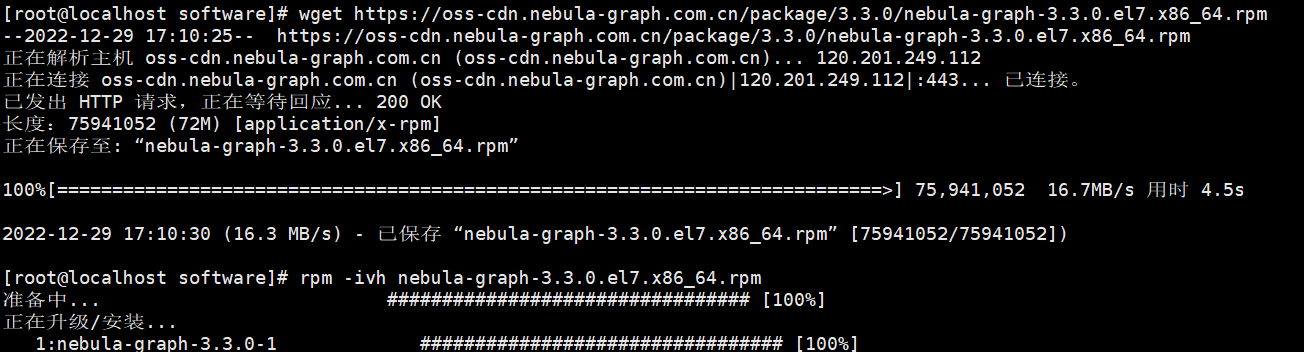 [root@localhost software]# wget https://oss-cdn.nebula-graph.com.cn/package/3.3.0/nebula-graph-3.3.0.el7.x86_64.rpm
--2022-12-29 17:10:25--  https://oss-cdn.nebula-graph.com.cn/package/3.3.0/nebula-graph-3.3.0.el7.x86_64.rpm
正在解析主机 oss-cdn.nebula-graph.com.cn (oss-cdn.nebula-graph.com.cn)... 120.201.249.112
正在连接 oss-cdn.nebula-graph.com.cn (oss-cdn.nebula-graph.com.cn)|120.201.249.112|:443... 已连接。
已发出 HTTP 请求，正在等待回应... 200 OK
长度：75941052 (72M) [application/x-rpm]
正在保存至: “nebula-graph-3.3.0.el7.x86_64.rpm”
100%[===========================================================================>] 75,941,052  16.7MB/s 用时 4.5s
2022-12-29 17:10:30 (16.3 MB/s) - 已保存 “nebula-graph-3.3.0.el7.x86_64.rpm” [75941052/75941052])
[root@localhost software]# rpm -ivh nebula-graph-3.3.0.el7.x86_64.rpm
准备中...                          ################################# [100%]
正在升级/安装...
   1:nebula-graph-3.3.0-1             ################################# [100%]